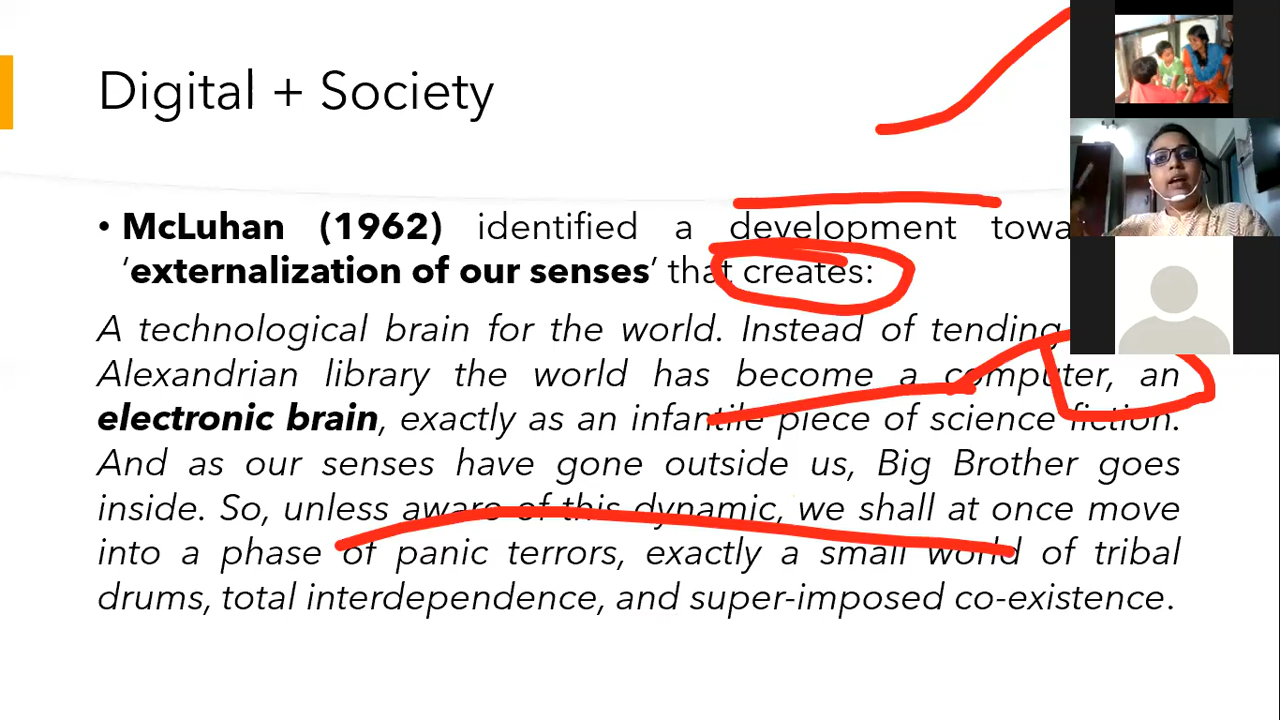 Digital + Society
• McLuhan (1962) identified a development
‘externalization of our senses’ that creates:
A technological brain for the world. Instead of tending
Alexandrian library the world has become a computer, an
electronic brain, exactly as an infantile piece of science fiction.
And as our senses have gone outside us, Big Brother goes
inside. So, unless aware of this dynamic, we shall at once move
into a phase of panic terrors, exactly a small world of tribal
drums, total interdependence, and super-imposed co-existence.